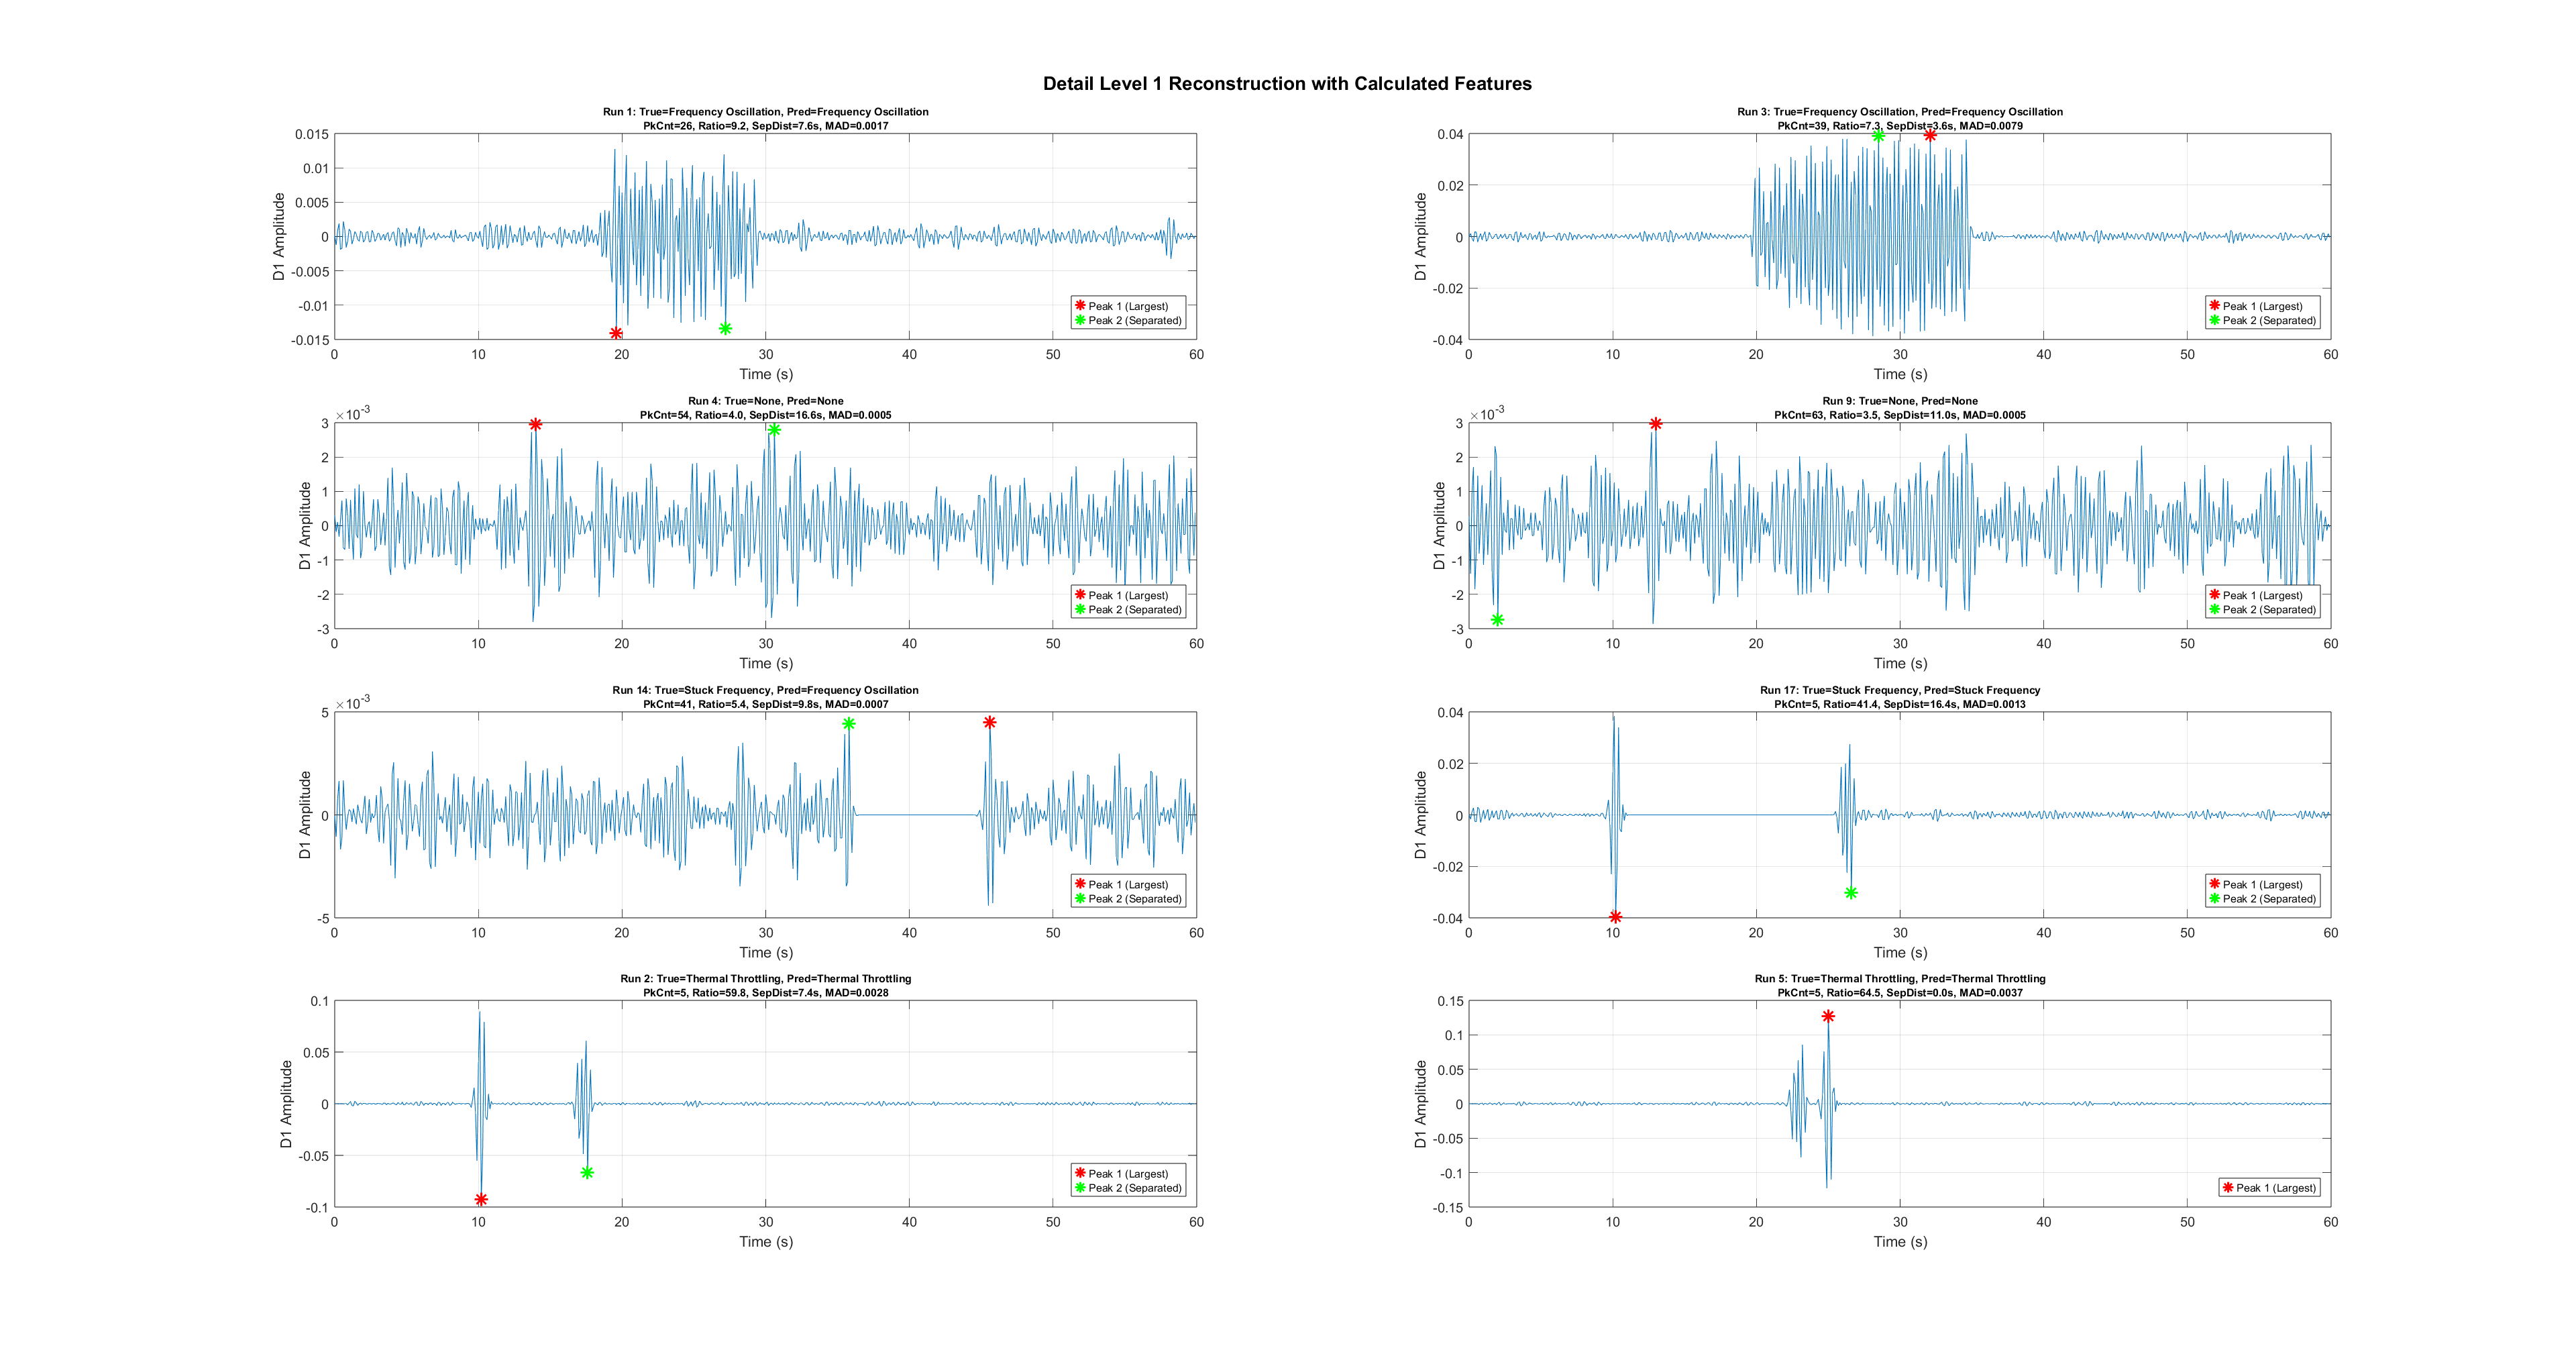 Detail Level 1 Reconstruction with Calculated Features
Run 1: True=Frequency Oscillation, Pred=Frequency Oscillation
PkCnt=26, Ratio=9.2, SepDist=7.6s, MAD=0.0017
0.015
0.01
0.005
0
-0.005
-0.01
-0.015
D1 Amplitude
Peak 1 (Largest)
Peak 2 (Separated)
0 10 20 30 40 50 60
Time (s)
Run 3: True=Frequency Oscillation, Pred=Frequency Oscillation
PkCnt=39, Ratio=7.3, SepDist=3.6s, MAD=0.0079
0.04
0.02
0
-0.02
-0.04
D1 Amplitude
Peak 1 (Largest)
Peak 2 (Separated)
0 10 20 30 40 50 60
Time (s)
Run 4: True=None, Pred=None
PkCnt=54, Ratio=4.0, SepDist=16.6s, MAD=0.0005
×10-3
3
2
1
0
-1
-2
-3
D1 Amplitude
Peak 1 (Largest)
Peak 2 (Separated)
0 10 20 30 40 50 60
Time (s)
Run 9: True=None, Pred=None
PkCnt=63, Ratio=3.5, SepDist=11.0s, MAD=0.0005
×10-3
3
2
1
0
-1
-2
-3
D1 Amplitude
Peak 1 (Largest)
Peak 2 (Separated)
0 10 20 30 40 50 60
Time (s)
Run 14: True=Stuck Frequency, Pred=Frequency Oscillation
PkCnt=41, Ratio=5.4, SepDist=9.8s, MAD=0.0007
×10-3
5
0
-5
D1 Amplitude
Peak 1 (Largest)
Peak 2 (Separated)
0 10 20 30 40 50 60
Time (s)
Run 17: True=Stuck Frequency, Pred=Stuck Frequency
PkCnt=5, Ratio=41.4, SepDist=16.4s, MAD=0.0013
0.04
0.02
0
-0.02
-0.04
D1 Amplitude
Peak 1 (Largest)
Peak 2 (Separated)
0 10 20 30 40 50 60
Time (s)
Run 2: True=Thermal Throttling, Pred=Thermal Throttling
PkCnt=5, Ratio=59.8, SepDist=7.4s, MAD=0.0028
0.1
0.05
0
-0.05
-0.1
D1 Amplitude
Peak 1 (Largest)
Peak 2 (Separated)
0 10 20 30 40 50 60
Time (s)
Run 5: True=Thermal Throttling, Pred=Thermal Throttling
PkCnt=5, Ratio=64.5, SepDist=0.0s, MAD=0.0037
0.15
0.1
0.05
0
-0.05
-0.1
-0.15
D1 Amplitude
Peak 1 (Largest)
0 10 20 30 40 50 60
Time (s)